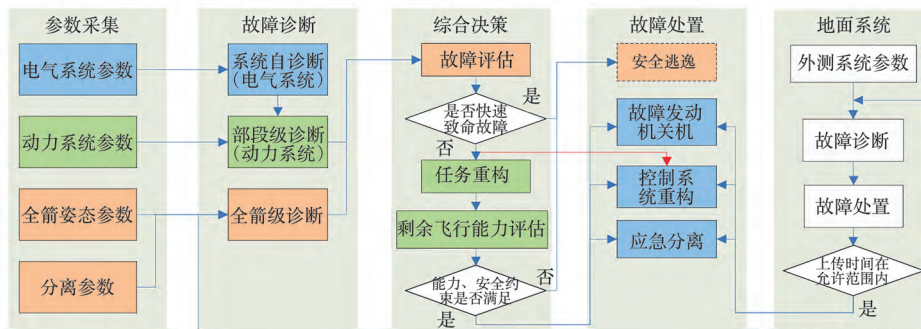 参数采集
电气系统参数
动力系统参数
全箭姿态参数
分离参数
故障诊断
系统自诊断
(电气系统)
部段级诊断
(动力系统)
全箭级诊断
综合决策
故障评估
是否快速
致命故障
是
否
任务重构
剩余飞行能力评估
能力、安全约
束是否满足
否
是
故障处置
安全逃逸
故障发动
机关机
控制系
统重构
应急分离
地面系统
外测系统参数
故障诊断
故障处置
上传时间在
允许范围内
是